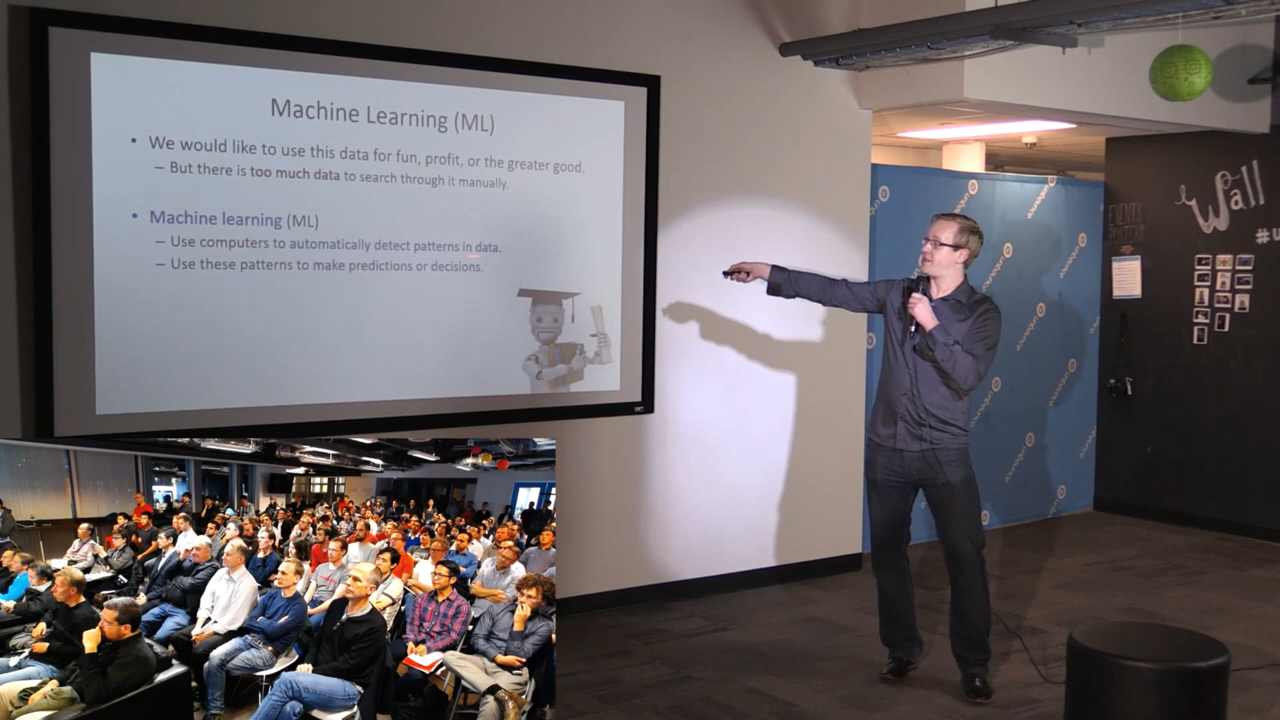 Machine Learning (ML)
• We would like to use this data for fun, profit, or the greater good.
– But there is too much data to search through it manually.
• Machine learning (ML)
– Use computers to automatically detect patterns in data.
– Use these patterns to make predictions or decisions.
Wall